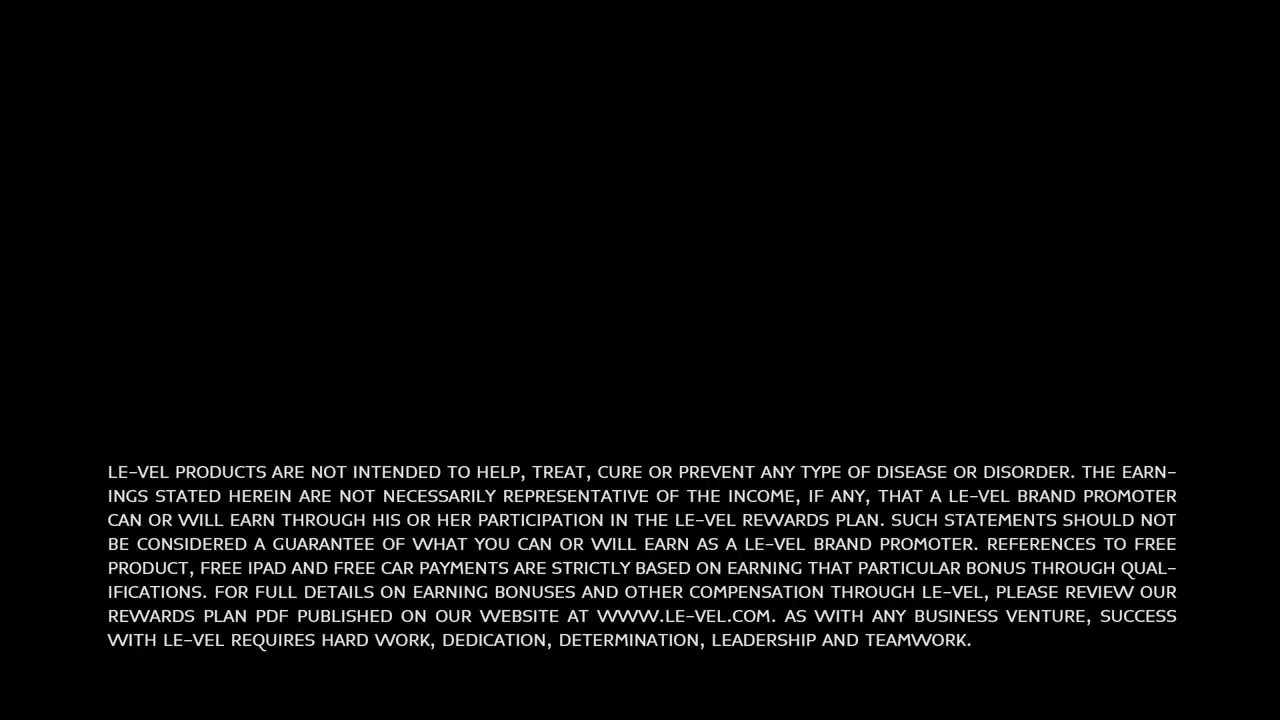 LE-VEL PRODUCTS ARE NOT INTENDED TO HELP, TREAT, CURE OR PREVENT ANY TYPE OF DISEASE OR DISORDER. THE EARN-
INGS STATED HEREIN ARE NOT NECESSARILY REPRESENTATIVE OF THE INCOME, IF ANY, THAT A LE-VEL BRAND PROMOTER
CAN OR WILL EARN THROUGH HIS OR HER PARTICIPATION IN THE LE-VEL REWARDS PLAN. SUCH STATEMENTS SHOULD NOT
BE CONSIDERED A GUARANTEE OF WHAT YOU CAN OR WILL EARN AS A LE-VEL BRAND PROMOTER. REFERENCES TO FREE
PRODUCT, FREE IPAD AND FREE CAR PAYMENTS ARE STRICTLY BASED ON EARNING THAT PARTICULAR BONUS THROUGH QUAL-
IFICATIONS. FOR FULL DETAILS ON EARNING BONUSES AND OTHER COMPENSATION THROUGH LE-VEL, PLEASE REVIEW OUR
REWARDS PLAN PDF PUBLISHED ON OUR WEBSITE AT WWW.LE-VEL.COM. AS WITH ANY BUSINESS VENTURE, SUCCESS
WITH LE-VEL REQUIRES HARD WORK, DEDICATION, DETERMINATION, LEADERSHIP AND TEAMWORK.